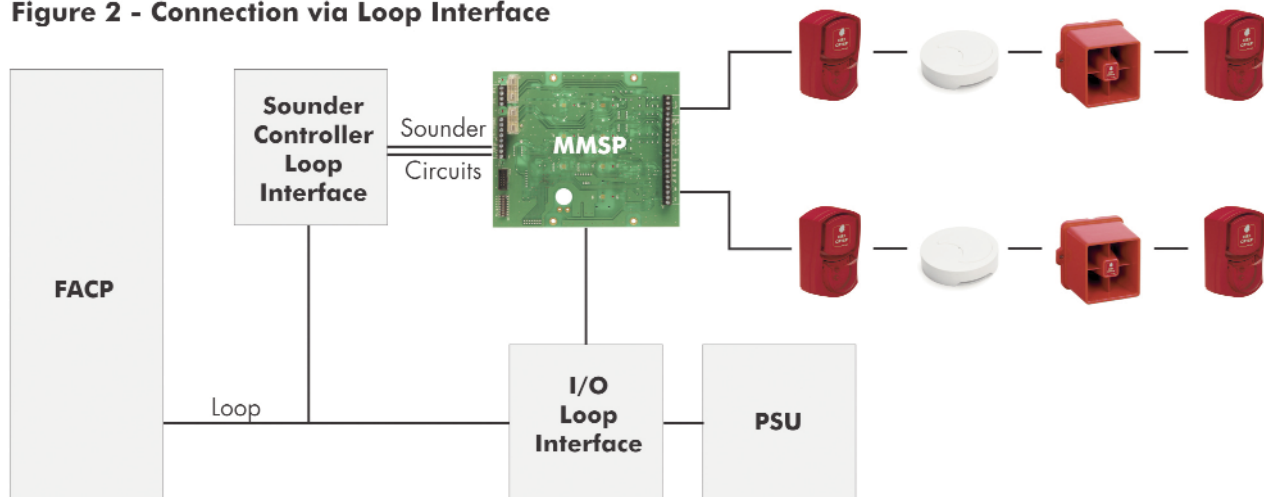 Figure 2 - Connection via Loop Interface
Sounder
Controller
Loop
Interface
Sounder
Circuits
MMSP
FACP
Loop
I/O
Loop
Interface
PSU